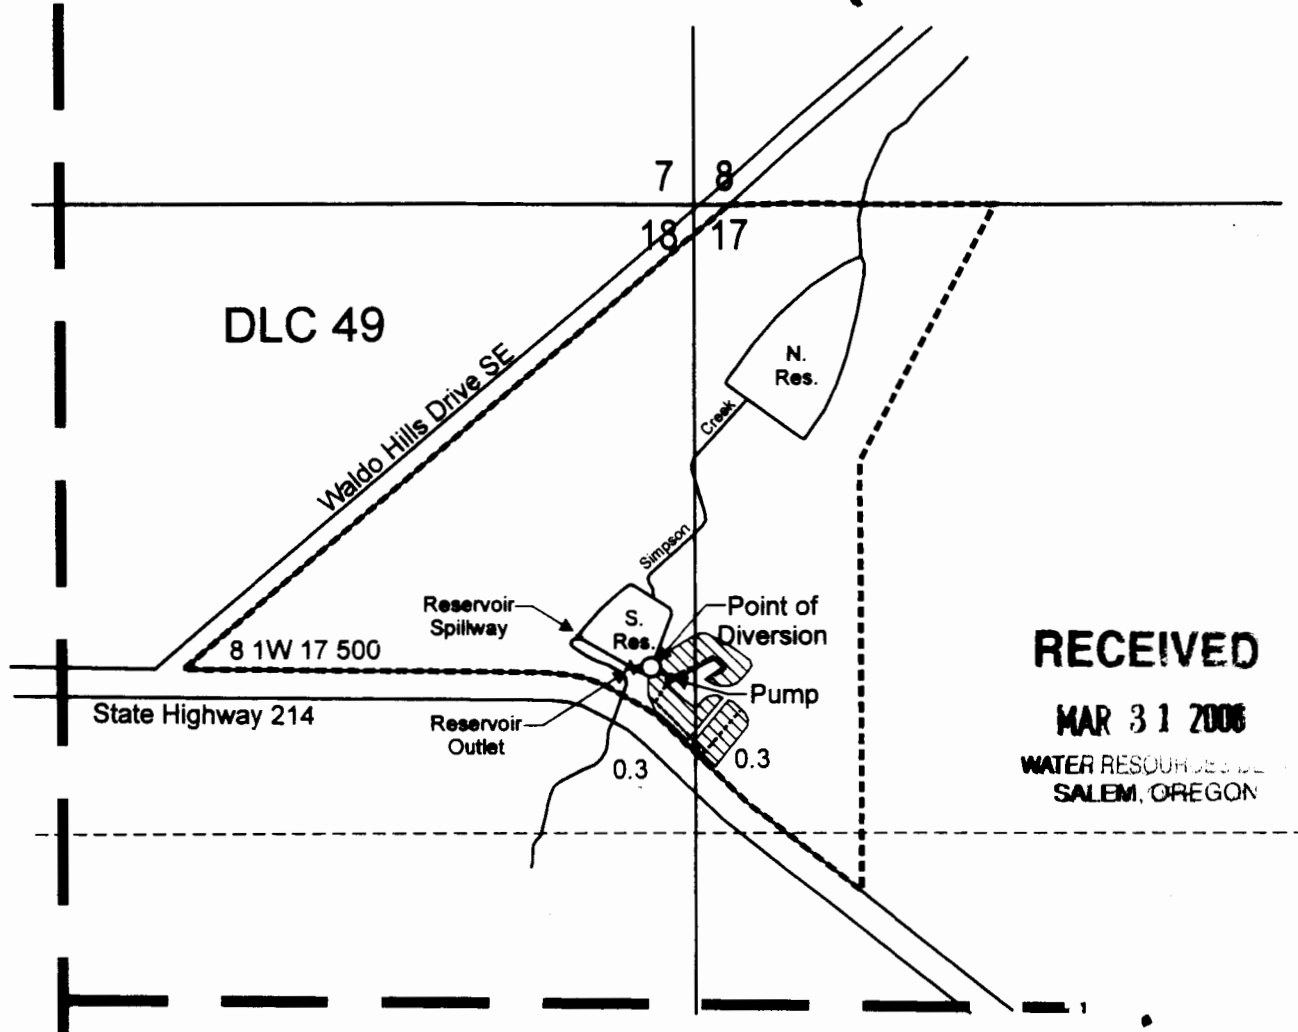 7 8
18 17
DLC 49
N.
Res.
Waldo Hills Drive SE
Creek
Simpson
Reservoir
Spillway
S.
Res.
Point of
Diversion
8 1W 17 500
Pump
State Highway 214
Reservoir
Outlet
0.3
0.3
RECEIVED
MAR 31 2006
WATER RESOURCES
SALEM, OREGON